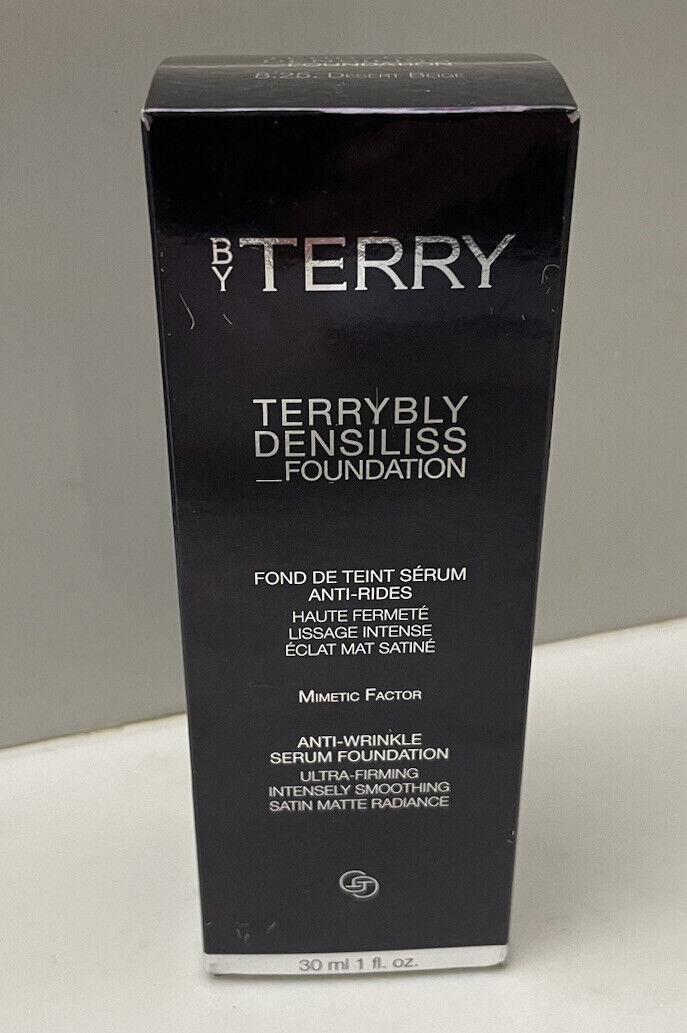 FOUNDATION
8.25. Desert Beige
BY TERRY
TERRYBLY
DENSILISS
_FOUNDATION
FOND DE TEINT SÉRUM
ANTI-RIDES
HAUTE FERMETÉ
LISSAGE INTENSE
ÉCLAT MAT SATINÉ
Mimetic Factor
ANTI-WRINKLE
SERUM FOUNDATION
ULTRA-FIRMING
INTENSELY SMOOTHING
SATIN MATTE RADIANCE
30 ml 1 fl. oz.